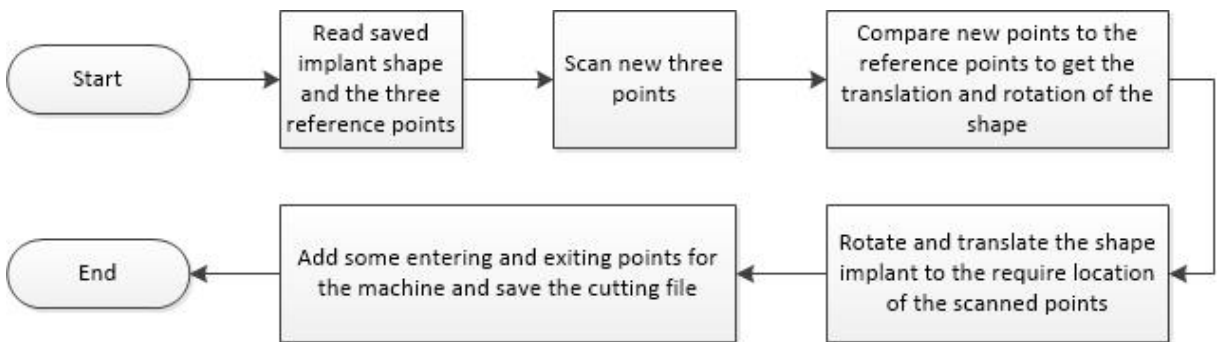 Start
Read saved
implant shape
and the three
reference points
Scan new three
points
Compare new points to the
reference points to get the
translation and rotation of the
shape
Rotate and translate the shape
implant to the require location
of the scanned points
Add some entering and exiting points for
the machine and save the cutting file
End